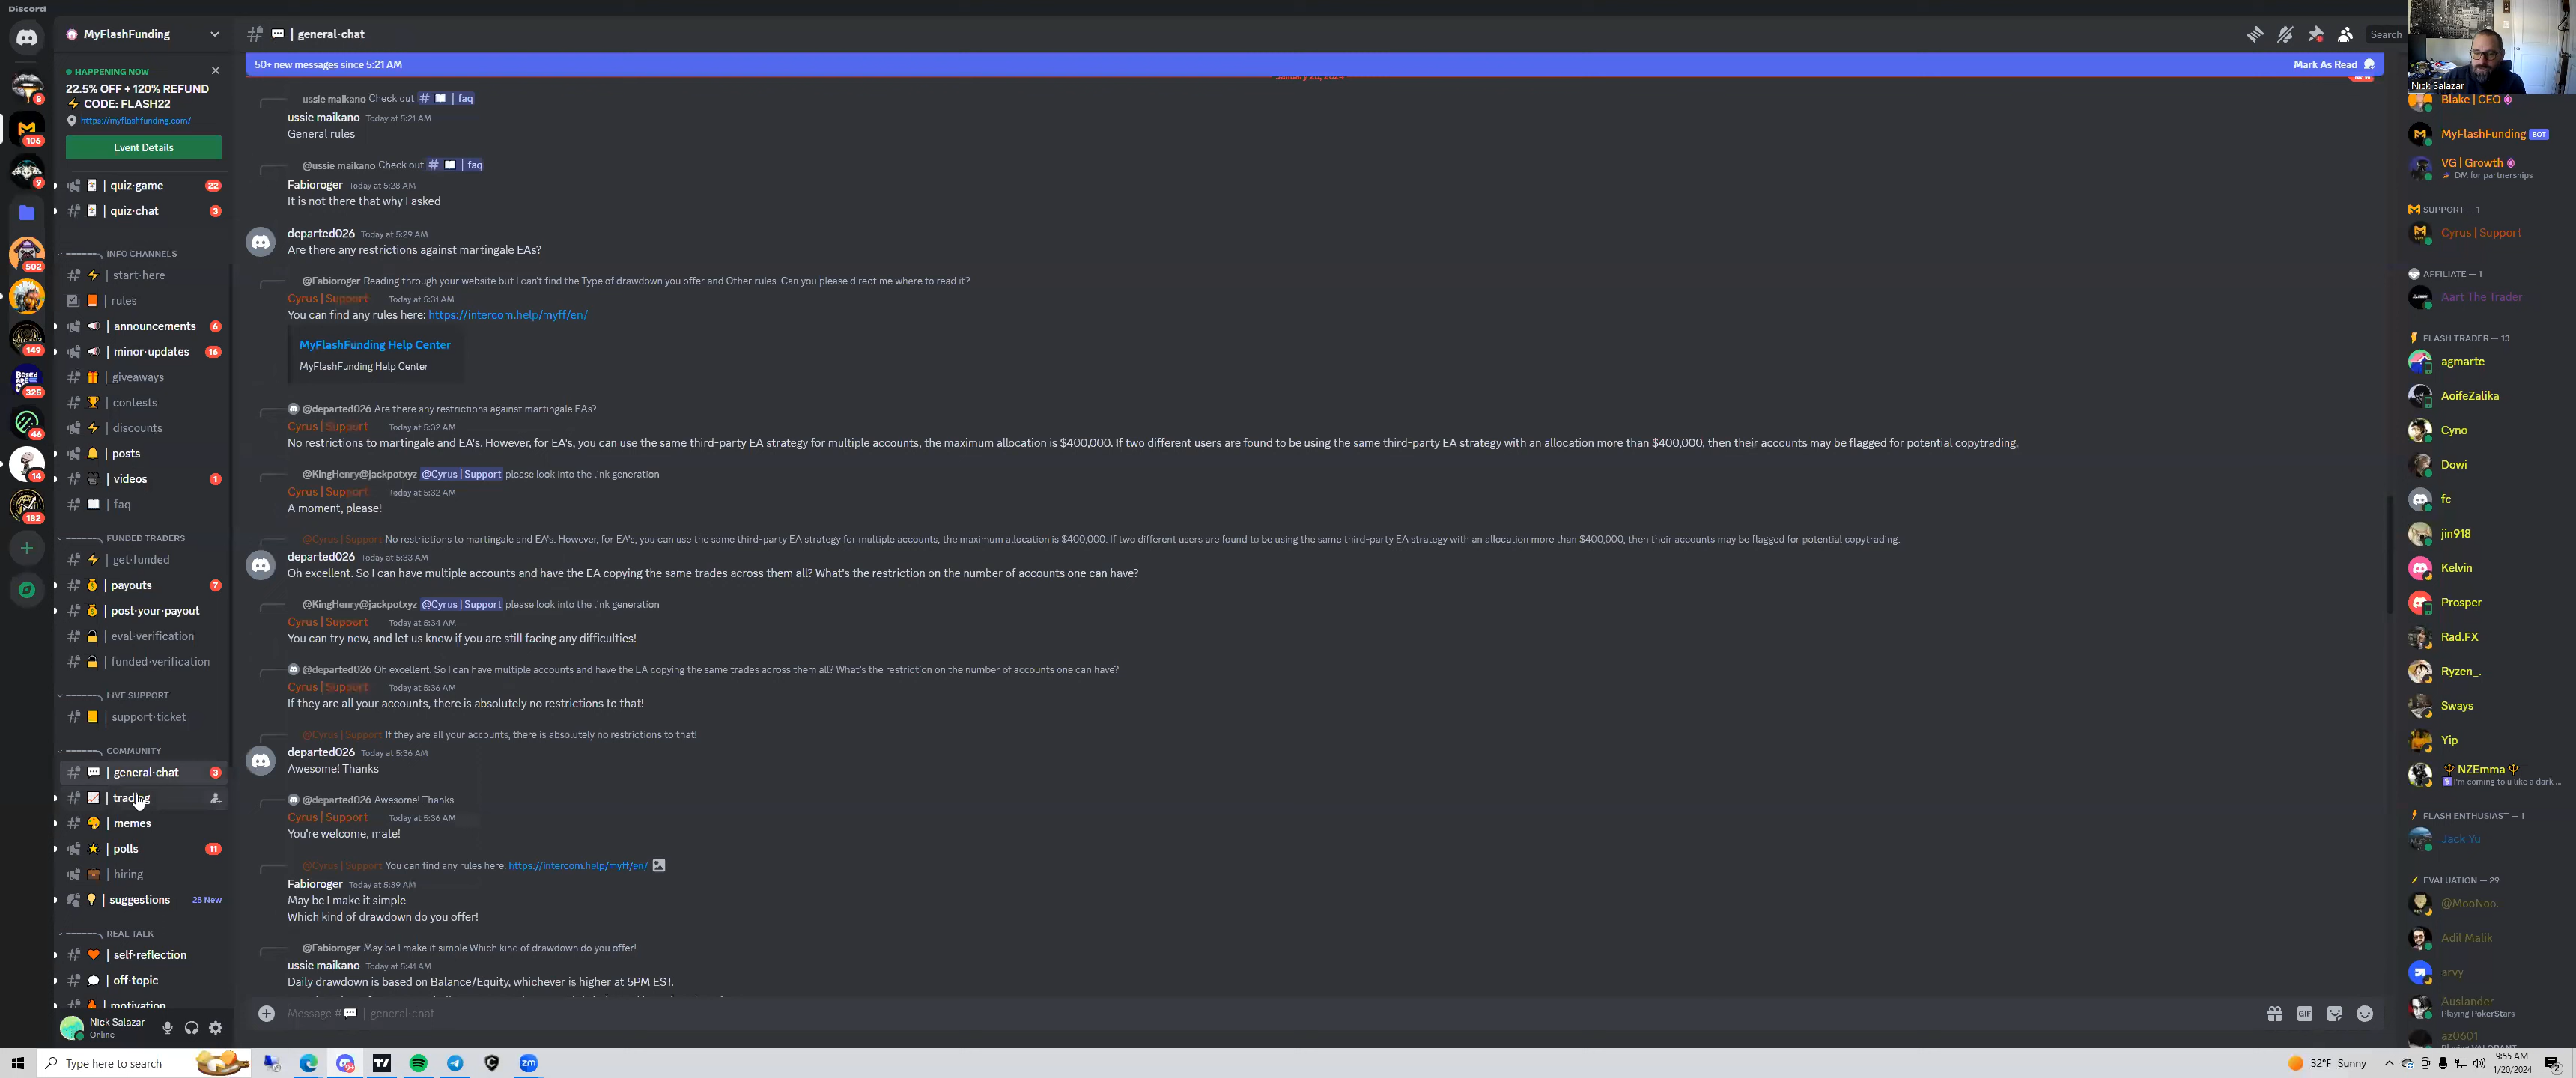 Discord
MyFlashFunding
HAPPENING NOW
22.5% OFF + 120% REFUND
CODE: FLASH22
https://myflashfunding.com/
Event Details
| quiz-game 22
| quiz-chat 3
INFO CHANNELS
| start-here
| rules
| announcements 6
| minor-updates 16
| giveaways
| contests
| discounts
| posts
| videos 1
| faq
FUNDED TRADERS
| get-funded
| payouts 7
| post-your-payout
| eval-verification
| funded-verification
LIVE SUPPORT
| support-ticket
COMMUNITY
| general-chat 3
| trading
| memes
| polls 11
| hiring
| suggestions 28 New
REAL TALK
| self-reflection
| off-topic
| motivation
Nick Salazar
Online
8
106
9
502
149
325
46
14
182
| general-chat
Search
50+ new messages since 5:21 AM
Mark As Read
NEW
ussie maikano Check out # | faq
ussie maikano Today at 5:21 AM
General rules
@ussie maikano Check out # | faq
Fabioroger Today at 5:28 AM
It is not there that why I asked
departed026 Today at 5:29 AM
Are there any restrictions against martingale EAs?
@Fabioroger Reading through your website but I can't find the Type of drawdown you offer and Other rules. Can you please direct me where to read it?
Cyrus | Support Today at 5:31 AM
You can find any rules here: https://intercom.help/myff/en/
MyFlashFunding Help Center
MyFlashFunding Help Center
@departed026 Are there any restrictions against martingale EAs?
Cyrus | Support Today at 5:32 AM
No restrictions to martingale and EA's. However, for EA's, you can use the same third-party EA strategy for multiple accounts, the maximum allocation is $400,000. If two different users are found to be using the same third-party EA strategy with an allocation more than $400,000, then their accounts may be flagged for potential copytrading.
@KingHenry@jackpotxyz @Cyrus | Support please look into the link generation
Cyrus | Support Today at 5:32 AM
A moment, please!
@Cyrus | Support No restrictions to martingale and EA's. However, for EA's, you can use the same third-party EA strategy for multiple accounts, the maximum allocation is $400,000. If two different users are found to be using the same third-party EA strategy with an allocation more than $400,000, then their accounts may be flagged for potential copytrading.
departed026 Today at 5:33 AM
Oh excellent. So I can have multiple accounts and have the EA copying the same trades across them all? What's the restriction on the number of accounts one can have?
@KingHenry@jackpotxyz @Cyrus | Support please look into the link generation
Cyrus | Support Today at 5:34 AM
You can try now, and let us know if you are still facing any difficulties!
@departed026 Oh excellent. So I can have multiple accounts and have the EA copying the same trades across them all? What's the restriction on the number of accounts one can have?
Cyrus | Support Today at 5:36 AM
If they are all your accounts, there is absolutely no restrictions to that!
@Cyrus | Support If they are all your accounts, there is absolutely no restrictions to that!
departed026 Today at 5:36 AM
Awesome! Thanks
@departed026 Awesome! Thanks
Cyrus | Support Today at 5:36 AM
You're welcome, mate!
@Cyrus | Support You can find any rules here: https://intercom.help/myff/en/
Fabioroger Today at 5:39 AM
May be I make it simple
Which kind of drawdown do you offer!
@Fabioroger May be I make it simple Which kind of drawdown do you offer!
ussie maikano Today at 5:41 AM
Daily drawdown is based on Balance/Equity, whichever is higher at 5PM EST.
Message # | general-chat
GIF
Nick Salazar
Blake | CEO
MyFlashFunding BOT
VG | Growth
DM for partnerships
SUPPORT — 1
Cyrus | Support
AFFILIATE — 1
Aart The Trader
FLASH TRADER — 13
agmarte
AoifeZalika
Cyno
Dowi
fc
jin918
Kelvin
Prosper
Rad.FX
Ryzen_.
Sways
Yip
NZEmma
I'm coming to u like a dark ...
FLASH ENTHUSIAST — 1
Jack Yu
EVALUATION — 29
@MooNoo.
Adil Malik
arvy
Auslander
Playing PokerStars
az0601
Playing VALORANT
Type here to search
zm
32°F Sunny
9:55 AM
1/20/2024
2